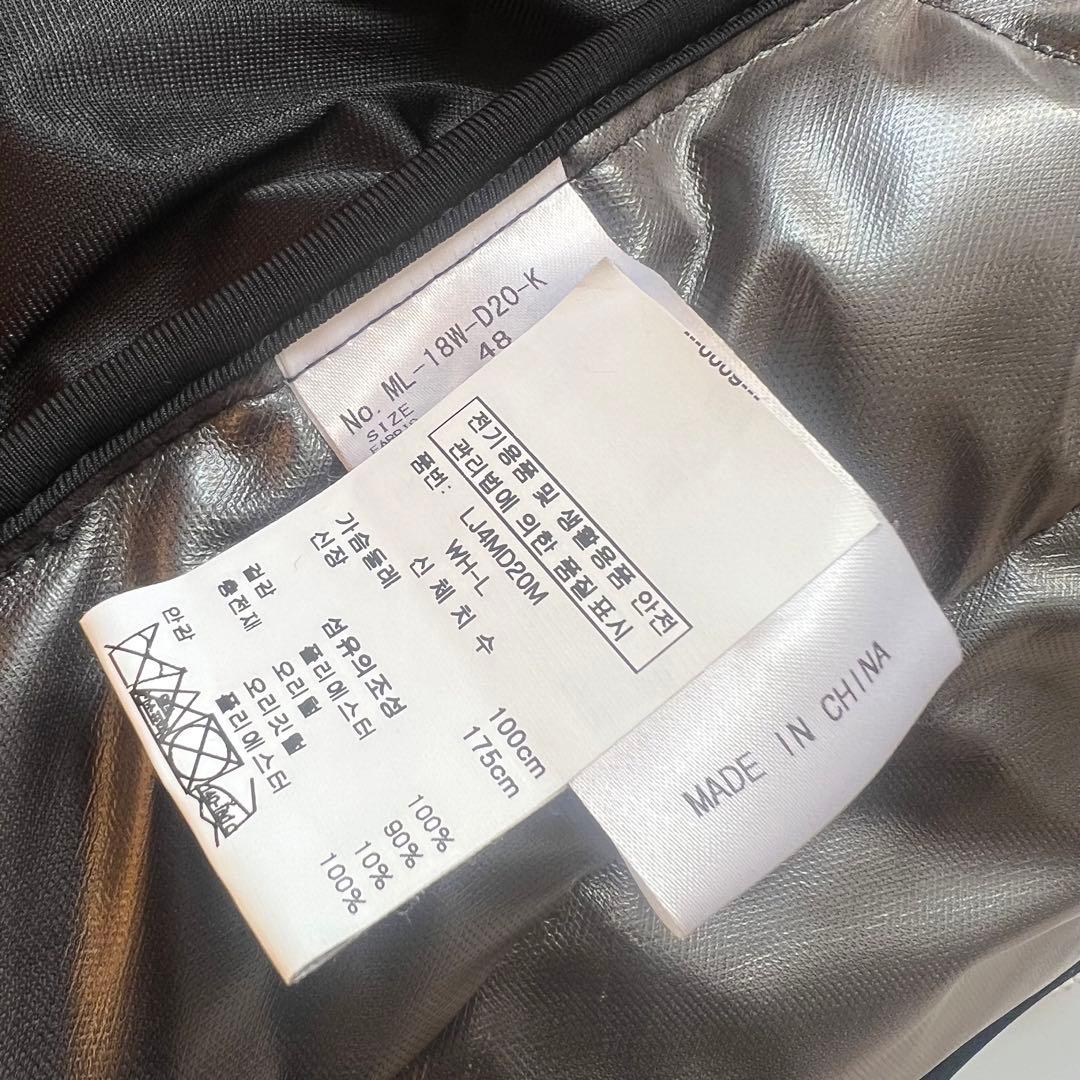 No. ML-18W-D20-K
SIZE 48
FABRIC
전기용품 및 생활용품 안전
관리법에 의한 품질 표시
품번: LJ4MD20M
WH-L
신체치수
가슴둘레 100cm
신장 175cm
섬유의조성
겉감 폴리에스터 100%
충전재 오리털 90%
오리깃털 10%
안감 폴리에스터 100%
MADE IN CHINA